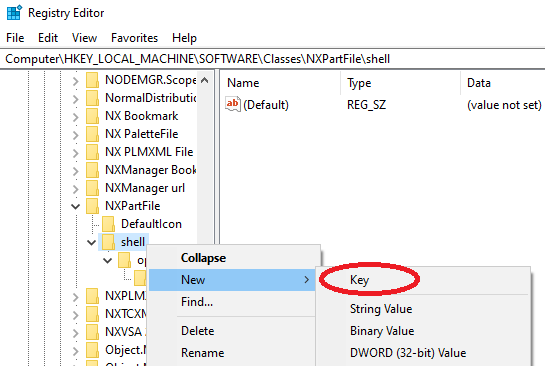 Registry Editor
File Edit View Favorites Help
Computer\HKEY_LOCAL_MACHINE\SOFTWARE\Classes\NXPartFile\shell
NODEMGR.Scope
NormalDistributio
NX Bookmark
NX PaletteFile
NX PLMXML File
NXManager Book
NXManager url
NXPartFile
DefaultIcon
shell
op
NXPLM
NXTCXM
NXVSA
Object.M
Object.M
Name Type Data
ab (Default) REG_SZ (value not set)
Collapse
New
Find...
Delete
Rename
Key
String Value
Binary Value
DWORD (32-bit) Value